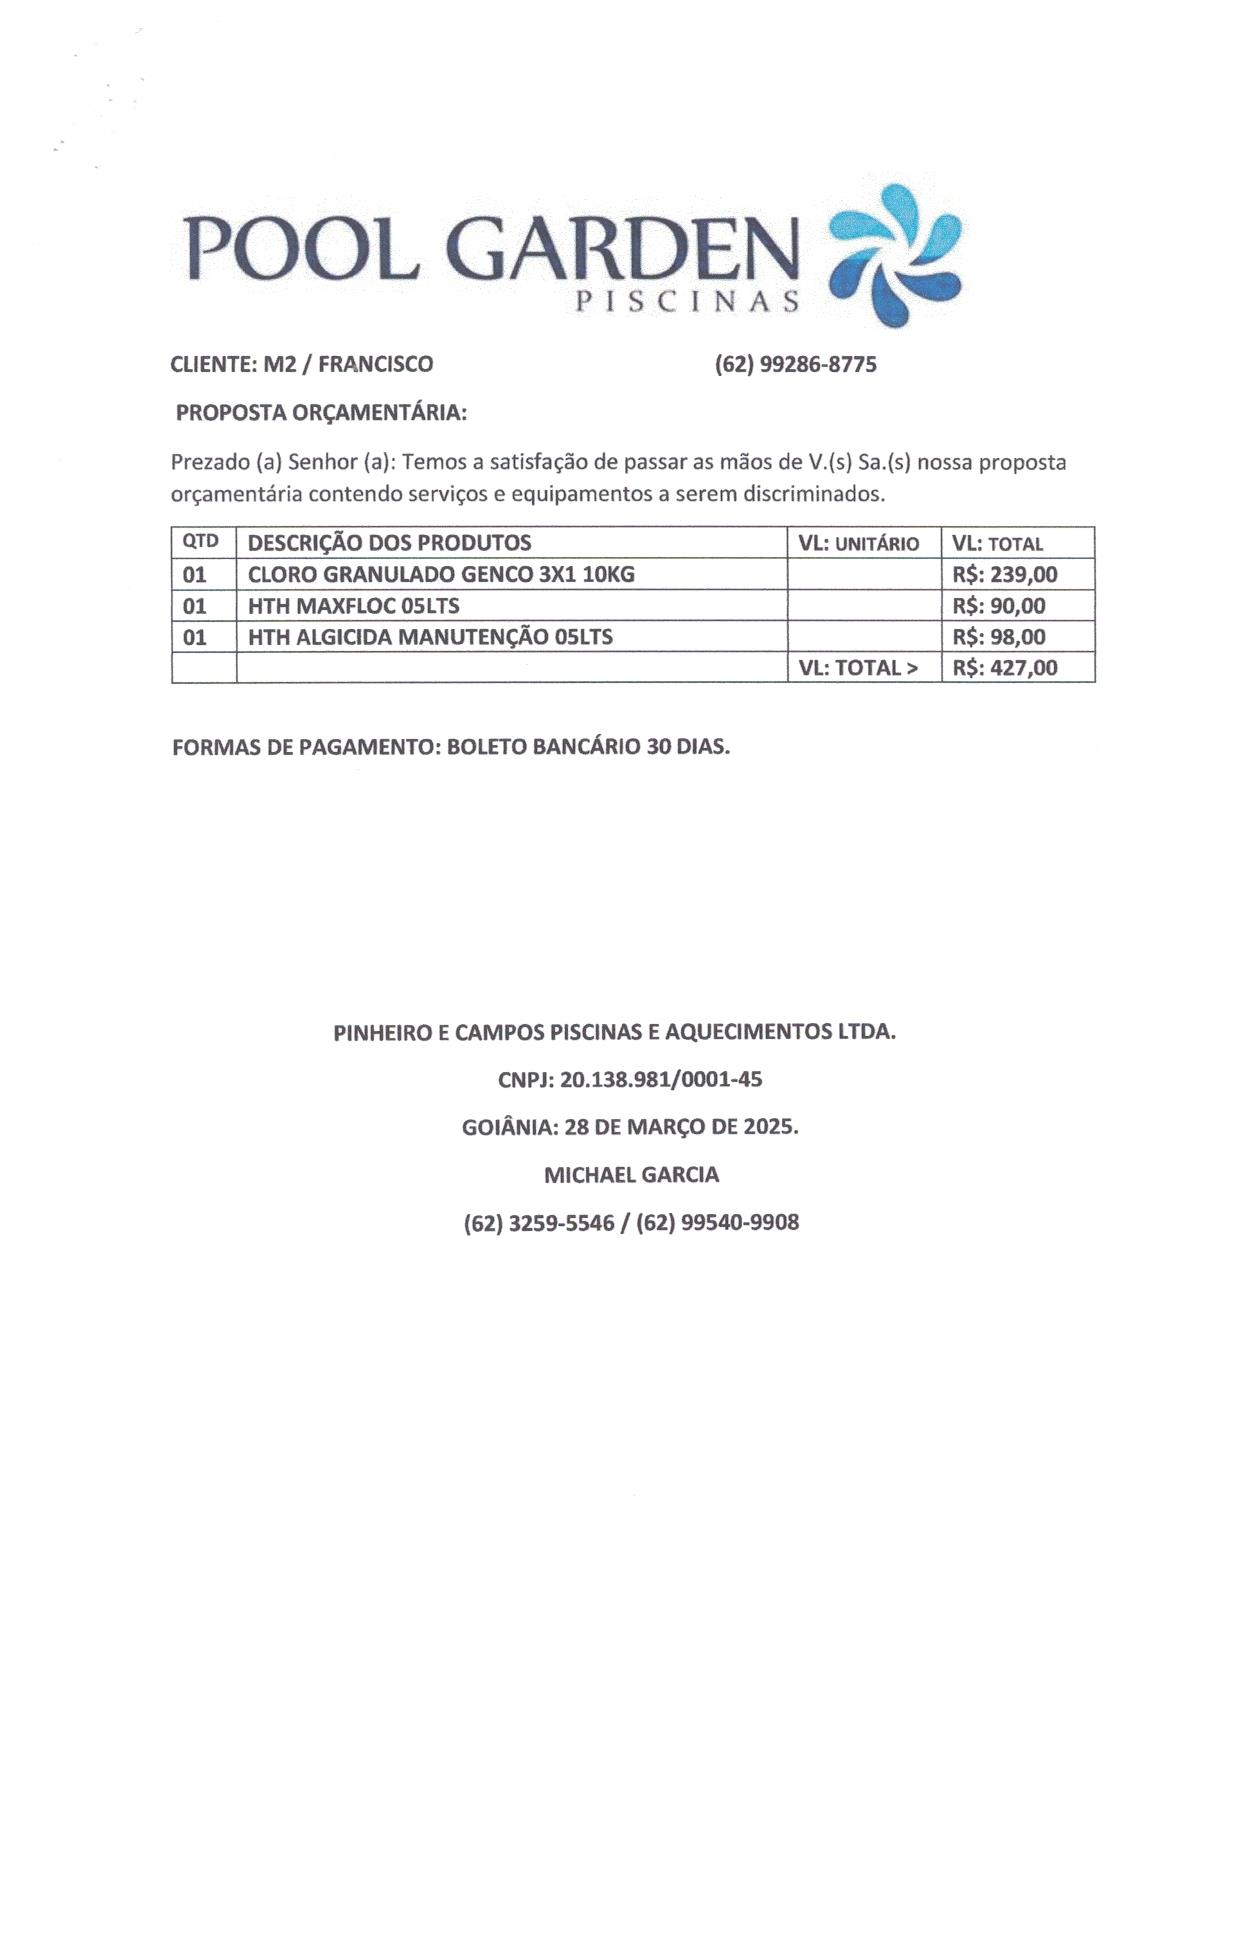 POOL GARDEN
PISCINAS
CLIENTE: M2 / FRANCISCO (62) 99286-8775
PROPOSTA ORÇAMENTÁRIA:
Prezado (a) Senhor (a): Temos a satisfação de passar as mãos de V.(s) Sa.(s) nossa proposta
orçamentária contendo serviços e equipamentos a serem discriminados.
QTD DESCRIÇÃO DOS PRODUTOS VL: UNITÁRIO VL: TOTAL
01 CLORO GRANULADO GENCO 3X1 10KG R$: 239,00
01 HTH MAXFLOC 05LTS R$: 90,00
01 HTH ALGICIDA MANUTENÇÃO 05LTS R$: 98,00
VL: TOTAL > R$: 427,00
FORMAS DE PAGAMENTO: BOLETO BANCÁRIO 30 DIAS.
PINHEIRO E CAMPOS PISCINAS E AQUECIMENTOS LTDA.
CNPJ: 20.138.981/0001-45
GOIÂNIA: 28 DE MARÇO DE 2025.
MICHAEL GARCIA
(62) 3259-5546 / (62) 99540-9908